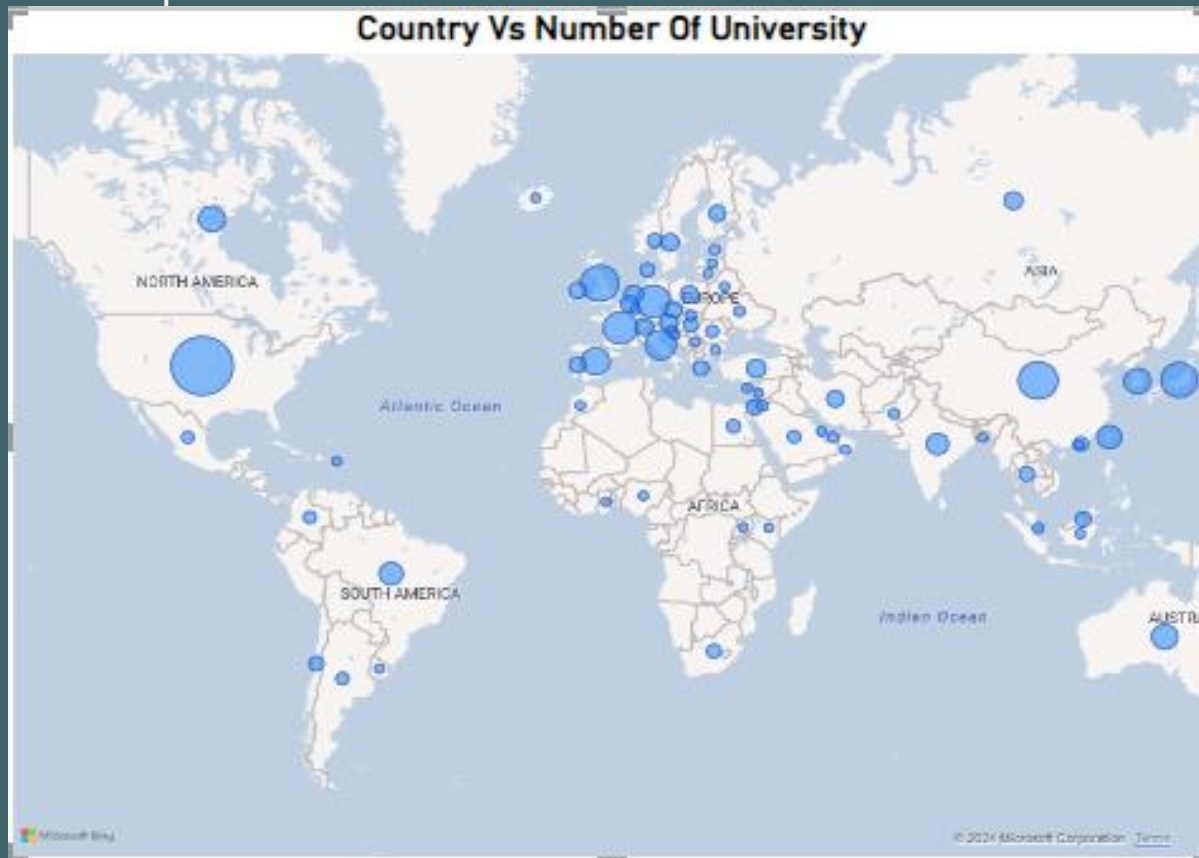 Country Vs Number Of University
NORTH AMERICA
ASIA
EUROPE
Atlantic Ocean
AFRICA
SOUTH AMERICA
Indian Ocean
AUSTRA
Microsoft Bing
© 2024 Microsoft Corporation Terms